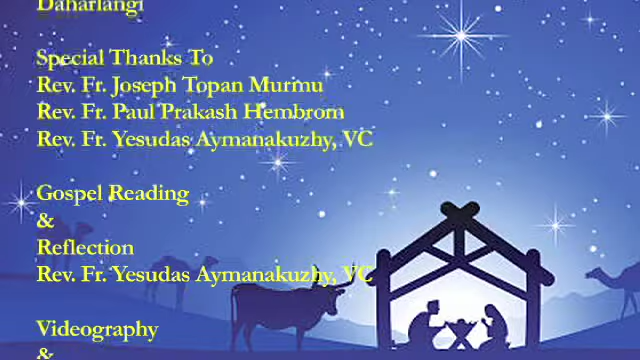 Daharlangi
Special Thanks To
Rev. Fr. Joseph Topan Murmu
Rev. Fr. Paul Prakash Hembrom
Rev. Fr. Yesudas Aymanakuzhy, VC
Gospel Reading
&
Reflection
Rev. Fr. Yesudas Aymanakuzhy, VC
Videography
&